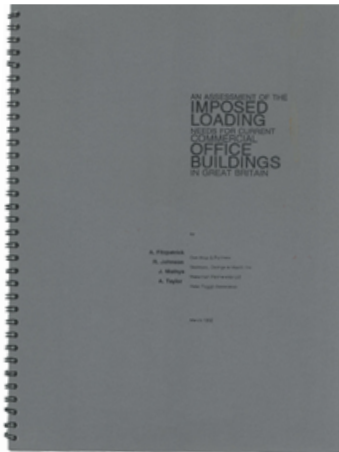 AN ASSESSMENT OF THE
IMPOSED
LOADING
NEEDS FOR CURRENT
COMMERCIAL
OFFICE
BUILDINGS
IN GREAT BRITAIN
by
A. Fitzpatrick
R. Johnson
J. Mathys
A. Taylor